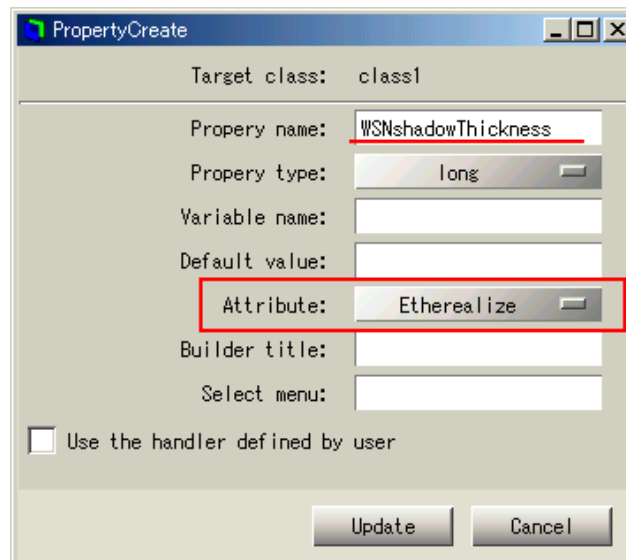 PropertyCreate
Target class: class1
Propery name: WSNshadowThickness
Propery type: long
Variable name:
Default value:
Attribute: Etherealize
Builder title:
Select menu:
Use the handler defined by user
Update Cancel